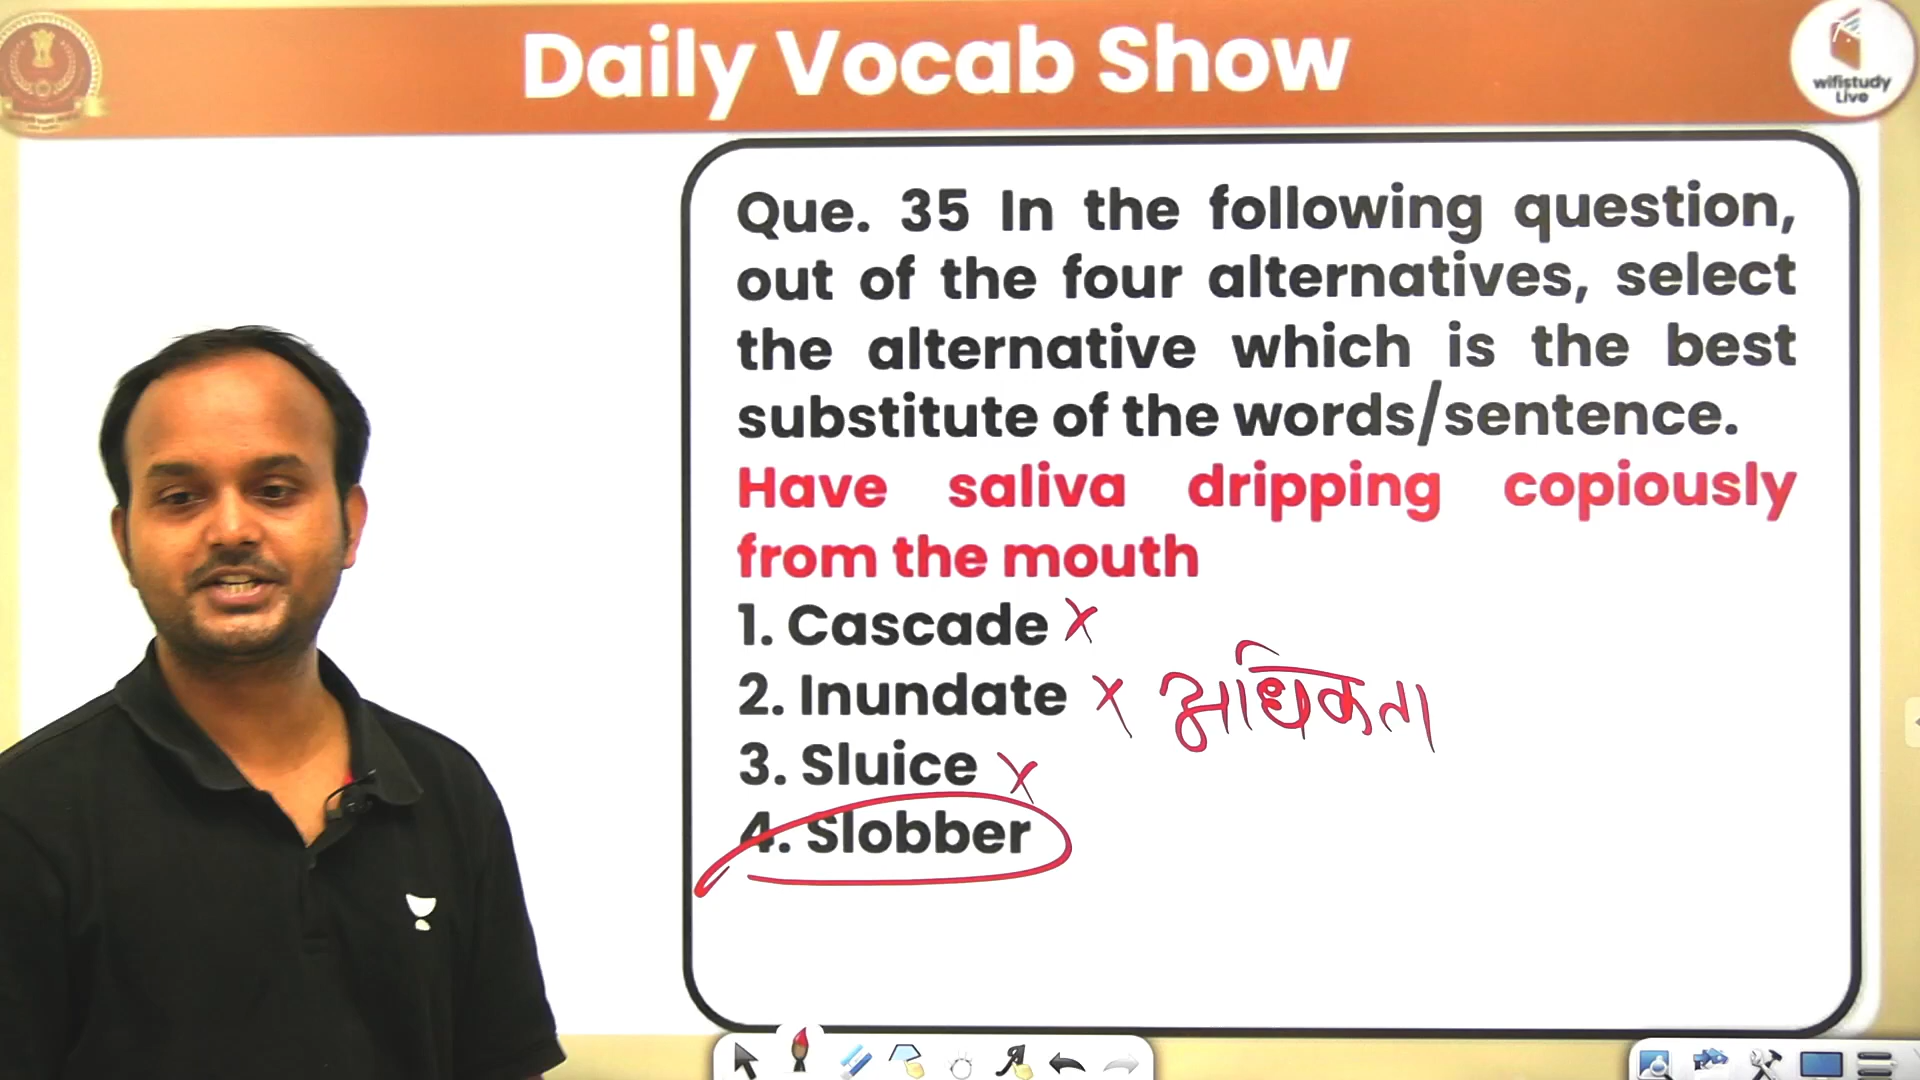 Daily Vocab Show
wifistudy
Live
Que. 35 In the following question,
out of the four alternatives, select
the alternative which is the best
substitute of the words/sentence.
Have saliva dripping copiously
from the mouth
1. Cascade x
2. Inundate x अधिकता
3. Sluice x
4. Slobber